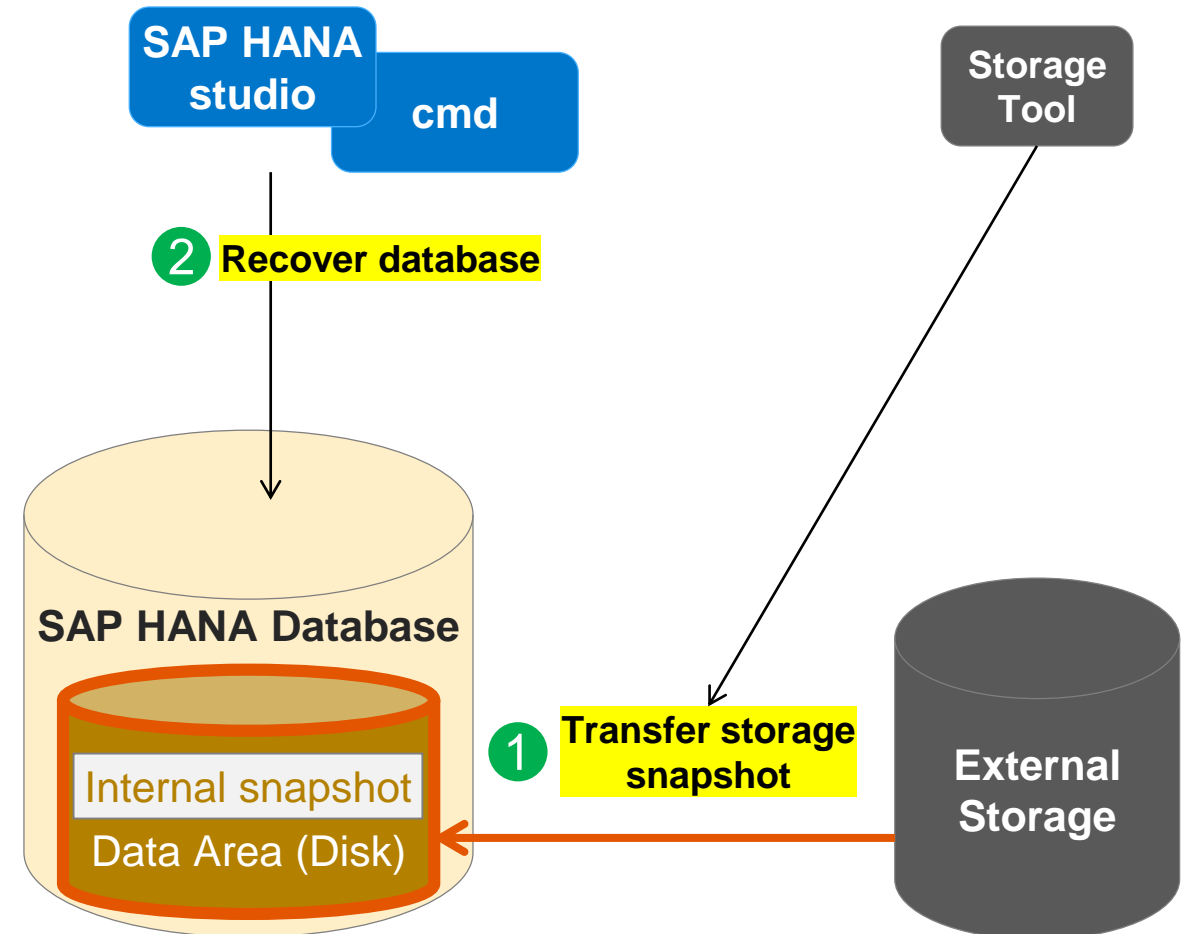 SAP HANA
studio
cmd
Storage
Tool
2 Recover database
SAP HANA Database
1
Transfer storage
snapshot
Internal snapshot
Data Area (Disk)
External
Storage